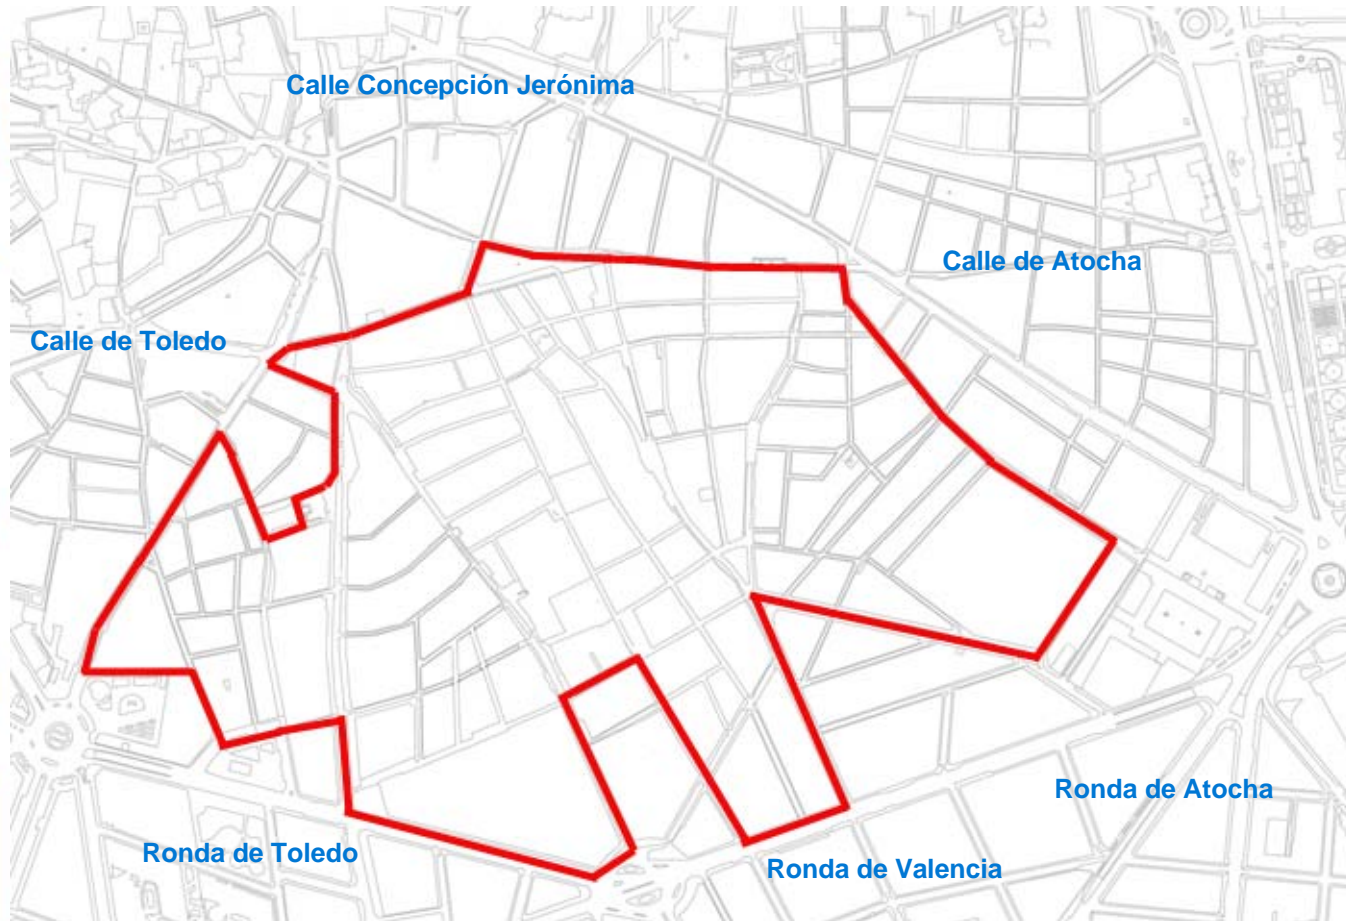 Calle Concepción Jerónima
Calle de Atocha
Calle de Toledo
Ronda de Atocha
Ronda de Toledo
Ronda de Valencia